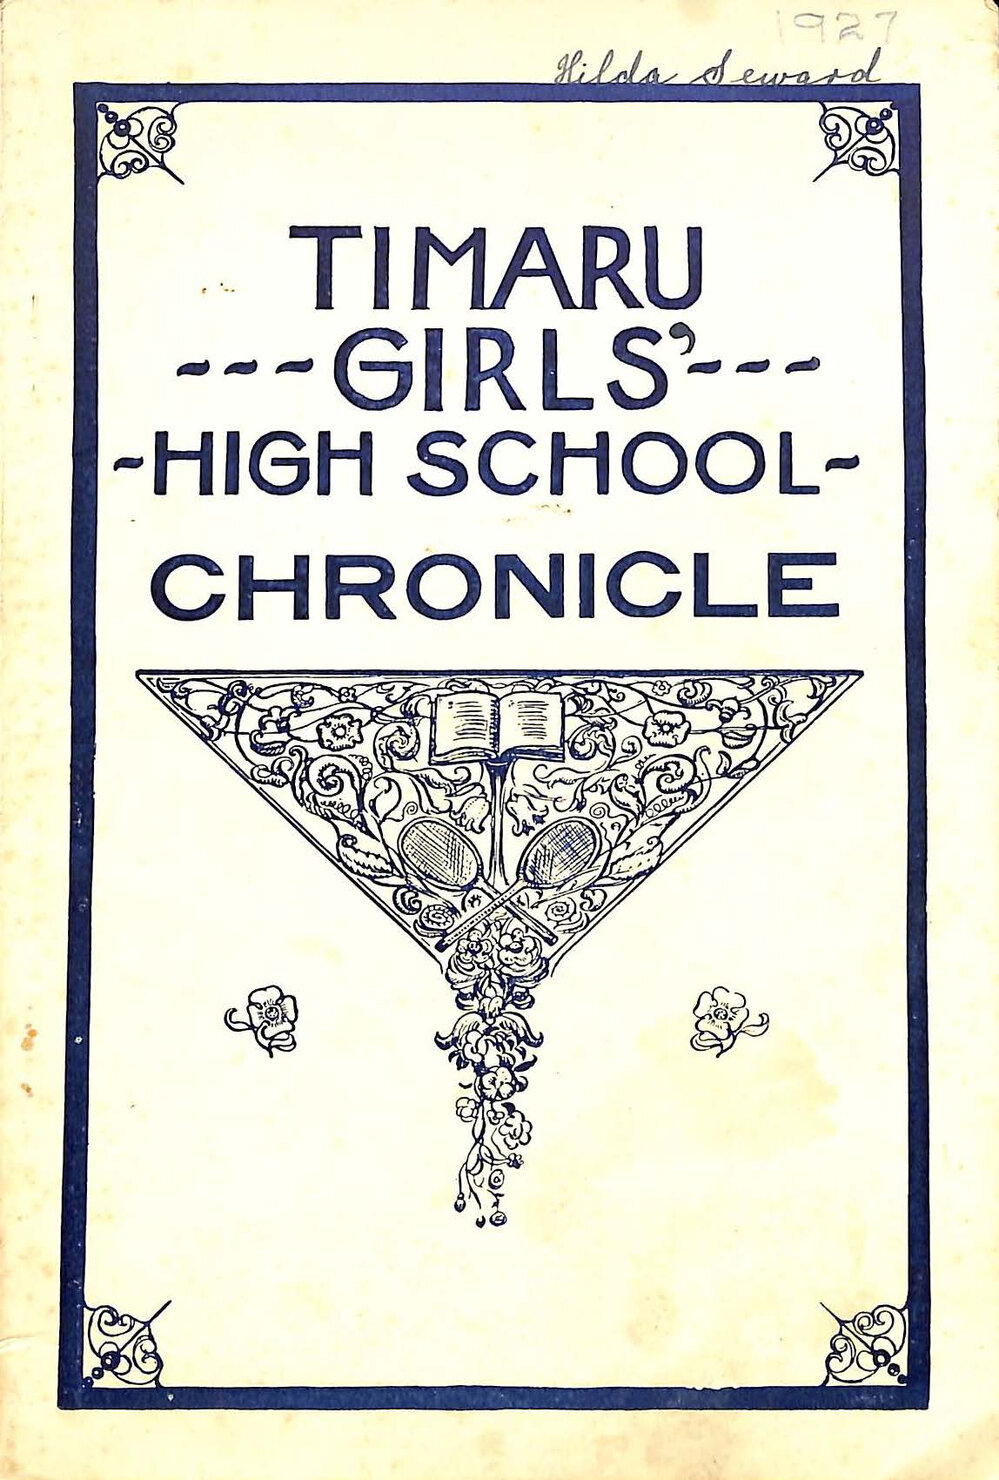 1927
Hilda Seward
TIMARU
---GIRLS'---
-HIGH SCHOOL-
CHRONICLE